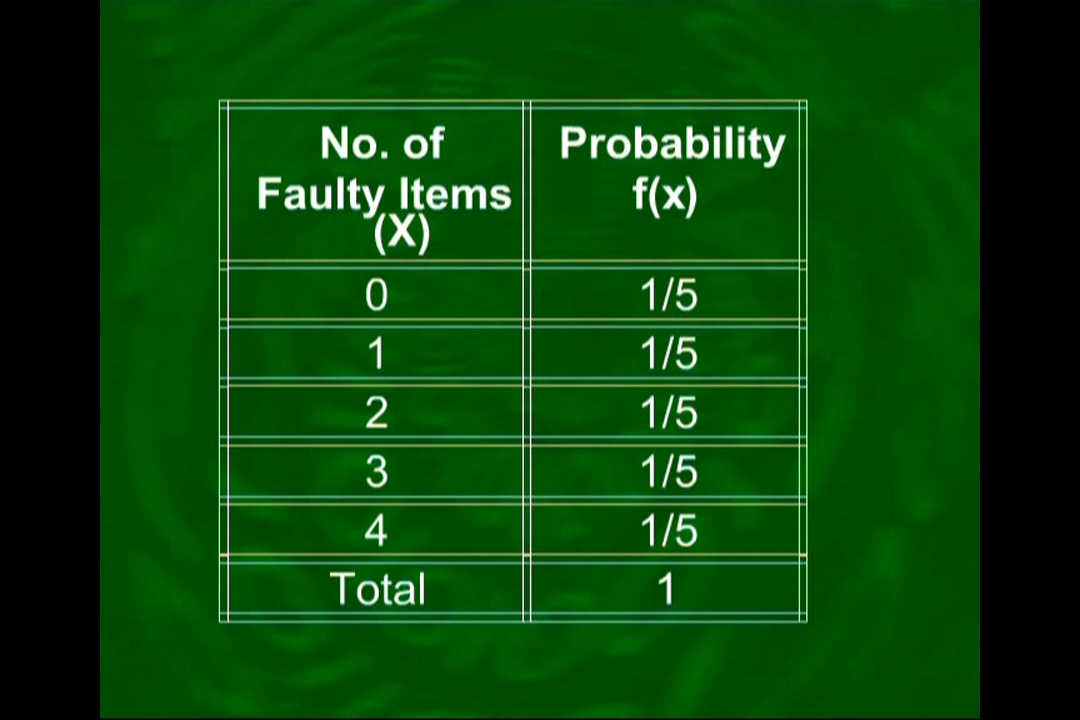 No. of Probability
Faulty Items f(x)
(X)
0 1/5
1 1/5
2 1/5
3 1/5
4 1/5
Total 1